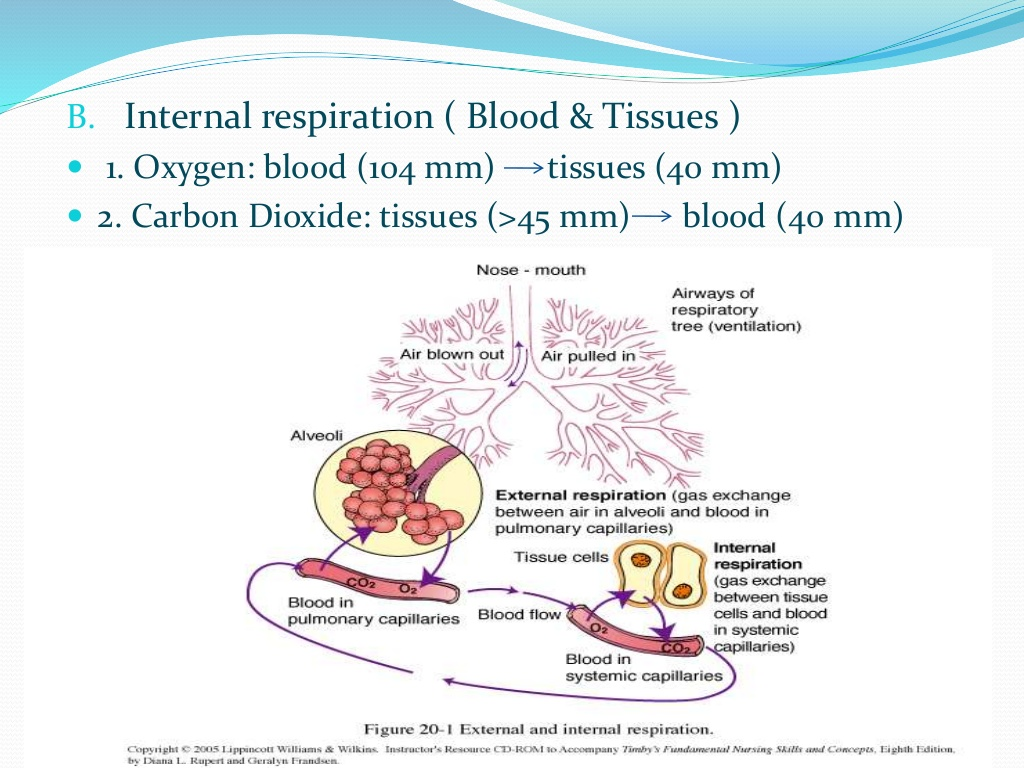 B. Internal respiration ( Blood & Tissues )
• 1. Oxygen: blood (104 mm) → tissues (40 mm)
• 2. Carbon Dioxide: tissues (>45 mm) → blood (40 mm)
Nose - mouth
Airways of
respiratory
tree (ventilation)
Air blown out
Air pulled in
Alveoli
External respiration (gas exchange
between air in alveoli and blood in
pulmonary capillaries)
Tissue cells
Internal
respiration
(gas exchange
between tissue
cells and blood
in systemic
capillaries)
CO2
O2
Blood in
pulmonary capillaries
Blood flow
O2
CO2
Blood in
systemic capillaries
Figure 20-1 External and internal respiration.
Copyright © 2005 Lippincott Williams & Wilkins. Instructor's Resource CD-ROM to Accompany Timby's Fundamental Nursing Skills and Concepts, Eighth Edition,
by Diana L. Rupert and Geralyn Frandsen.